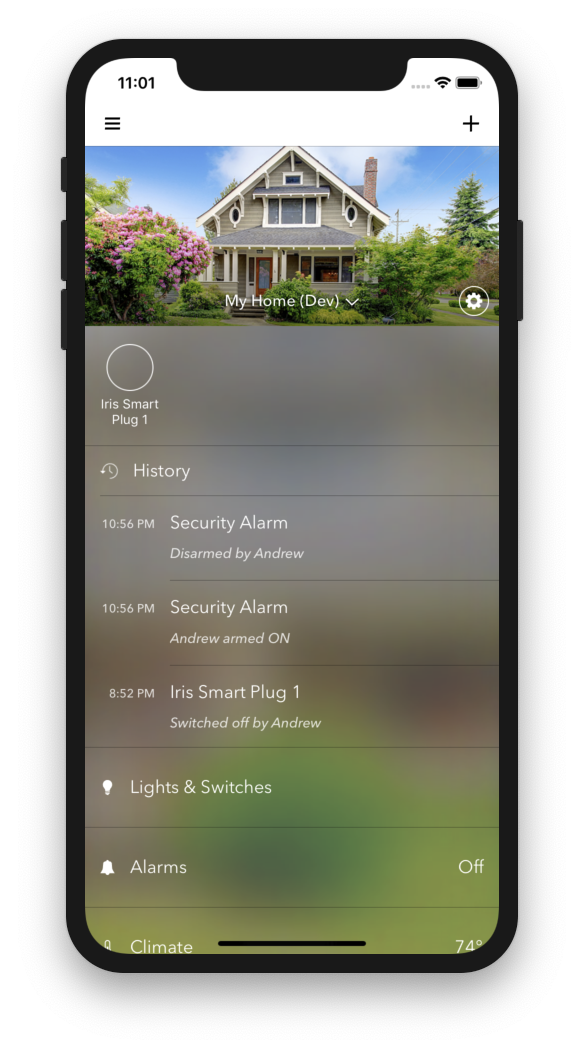 11:01
My Home (Dev)
Iris Smart
Plug 1
History
10:56 PM Security Alarm
Disarmed by Andrew
10:56 PM Security Alarm
Andrew armed ON
8:52 PM Iris Smart Plug 1
Switched off by Andrew
Lights & Switches
Alarms Off
Climate 74°